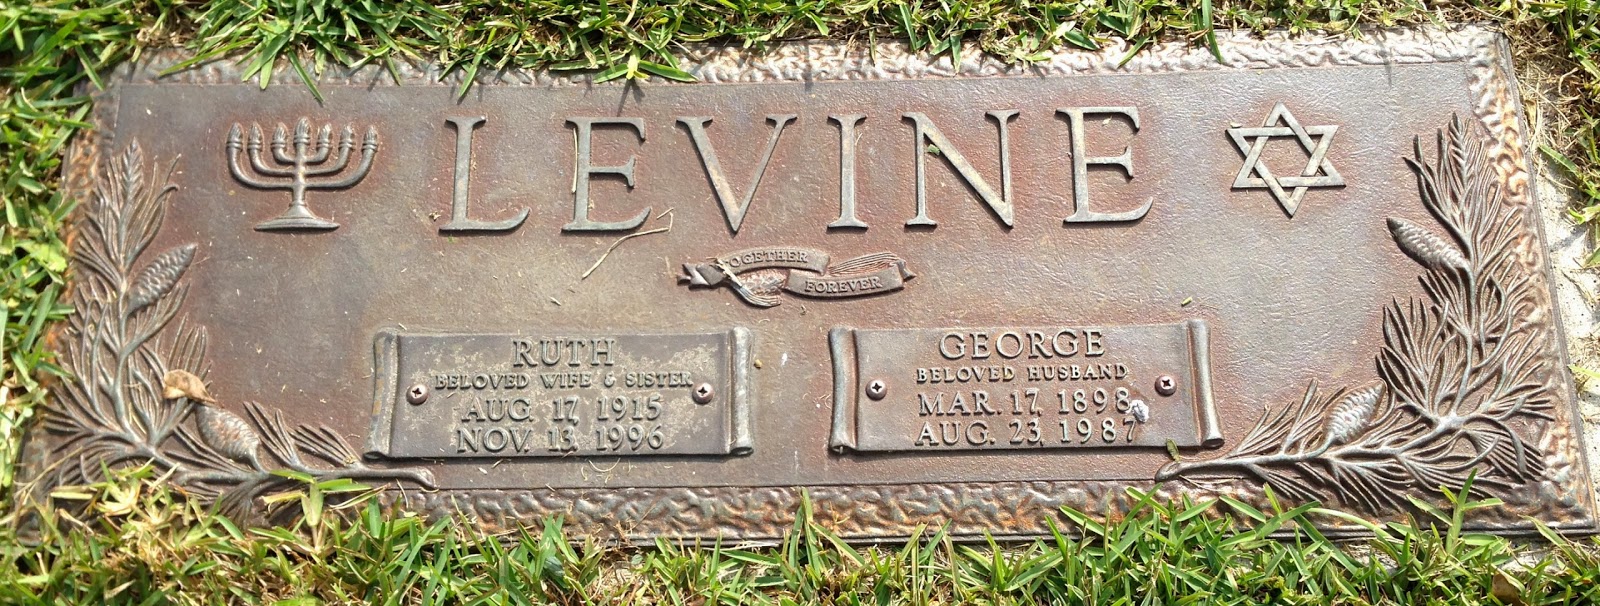 LEVINE
TOGETHER
FOREVER
RUTH
BELOVED WIFE & SISTER
AUG. 17, 1915
NOV. 13, 1996
GEORGE
BELOVED HUSBAND
MAR. 17, 1898
AUG. 23, 1987